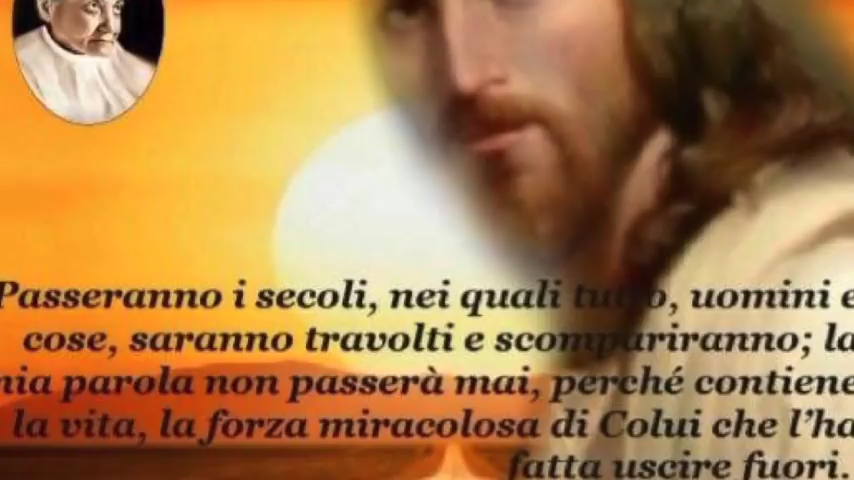 Passeranno i secoli, nei quali tutto, uomini e
cose, saranno travolti e scompariranno; la
mia parola non passerà mai, perché contiene
la vita, la forza miracolosa di Colui che l'ha
fatta uscire fuori.